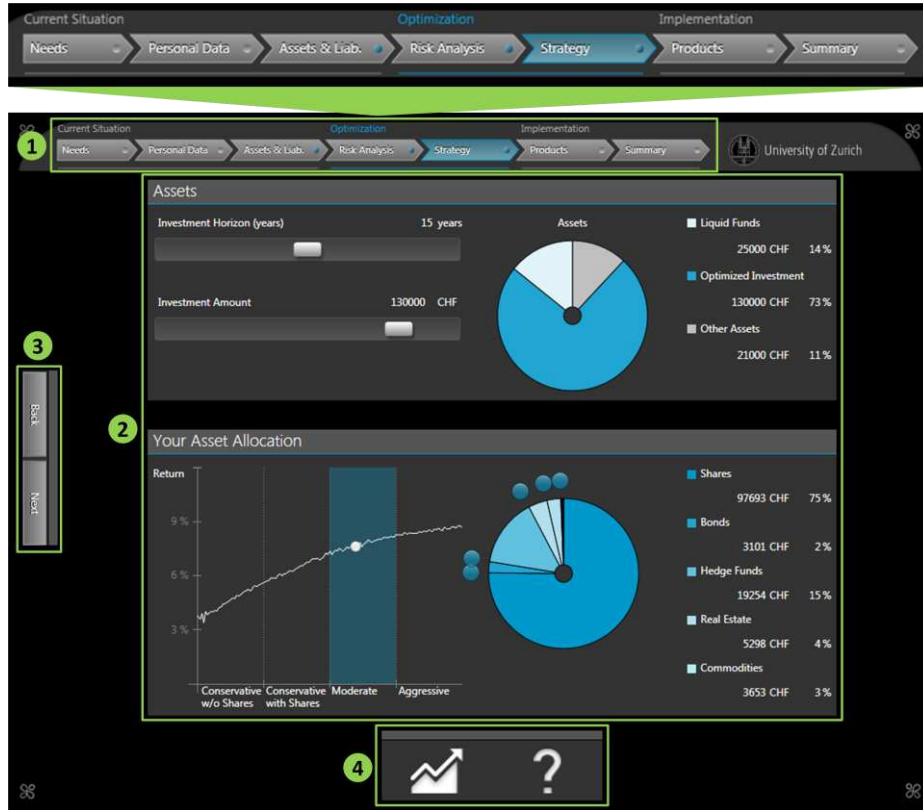 Current Situation Optimization Implementation
Needs Personal Data Assets & Liab. Risk Analysis Strategy Products Summary
Current Situation Optimization Implementation
1 Needs Personal Data Assets & Liab. Risk Analysis Strategy Products Summary University of Zurich
Assets
Investment Horizon (years) 15 years Assets Liquid Funds
25000 CHF 14%
Optimized Investment
Investment Amount 130000 CHF 130000 CHF 73%
Other Assets
21000 CHF 11%
3
Back
Next
2
Your Asset Allocation
Return Shares
97693 CHF 75%
9%
Bonds
3101 CHF 2%
6%
Hedge Funds
19254 CHF 15%
3%
Real Estate
5298 CHF 4%
Commodities
3653 CHF 3%
Conservative Conservative Moderate Aggressive
w/o Shares with Shares
4 ?